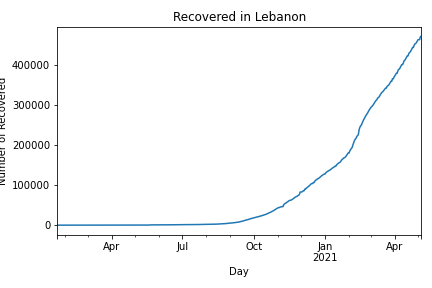 Recovered in Lebanon
Number of Recovered
400000
300000
200000
100000
0
Apr
Jul
Oct
Jan
2021
Apr
Day